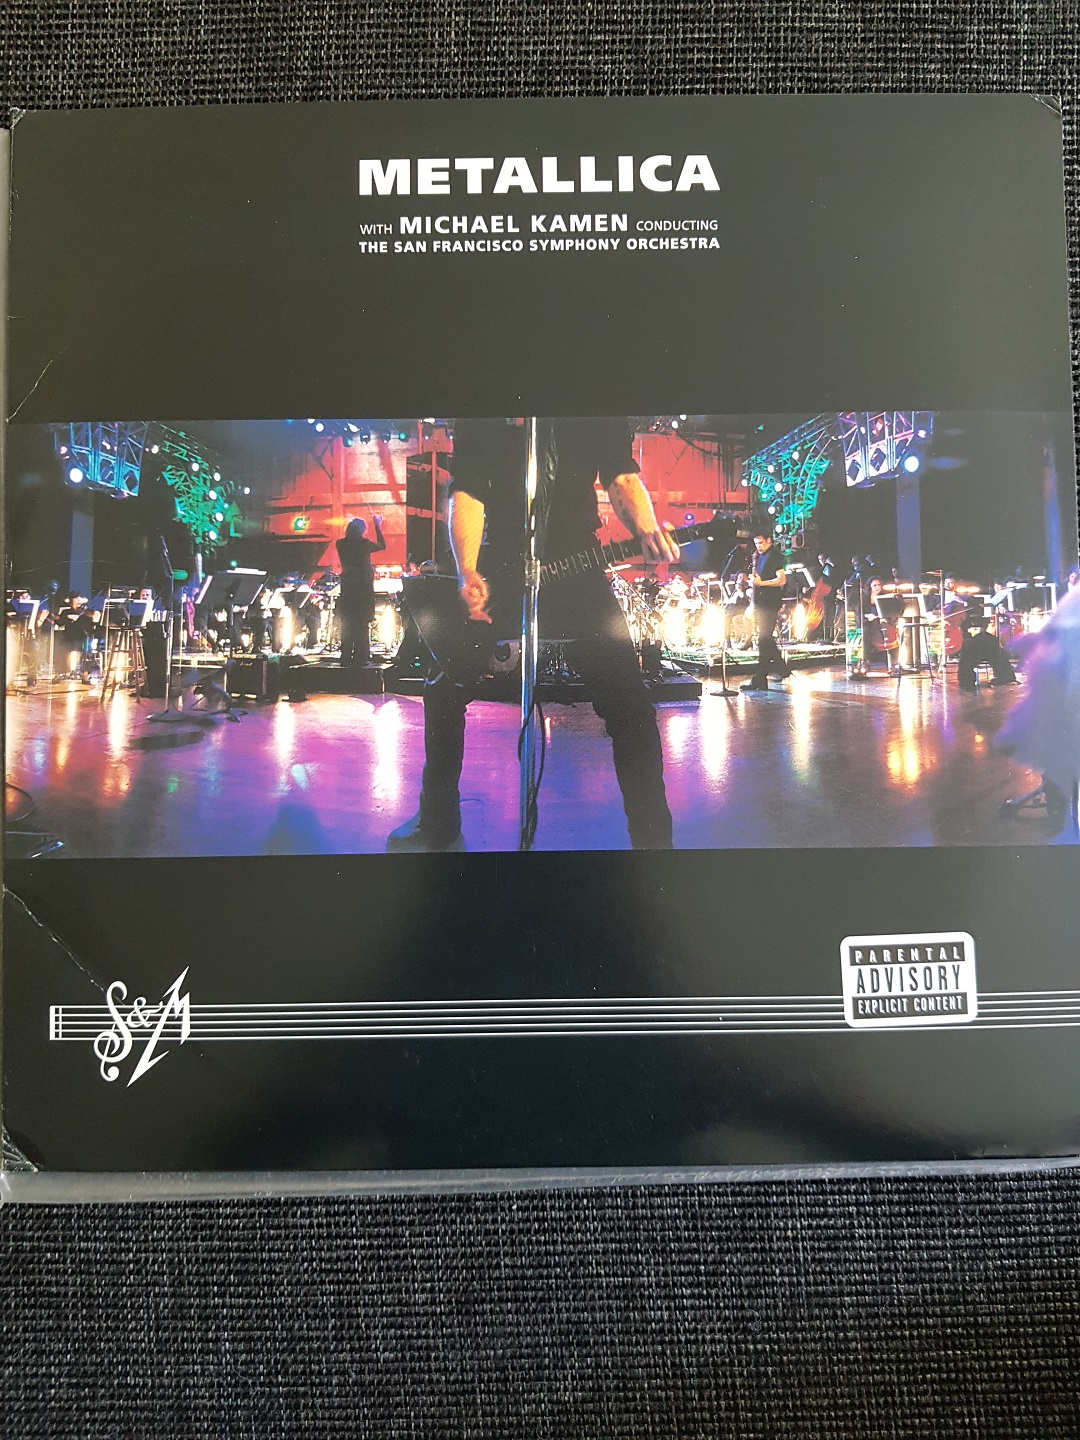 METALLICA
WITH MICHAEL KAMEN CONDUCTING
THE SAN FRANCISCO SYMPHONY ORCHESTRA
S&M
PARENTAL
ADVISORY
EXPLICIT CONTENT